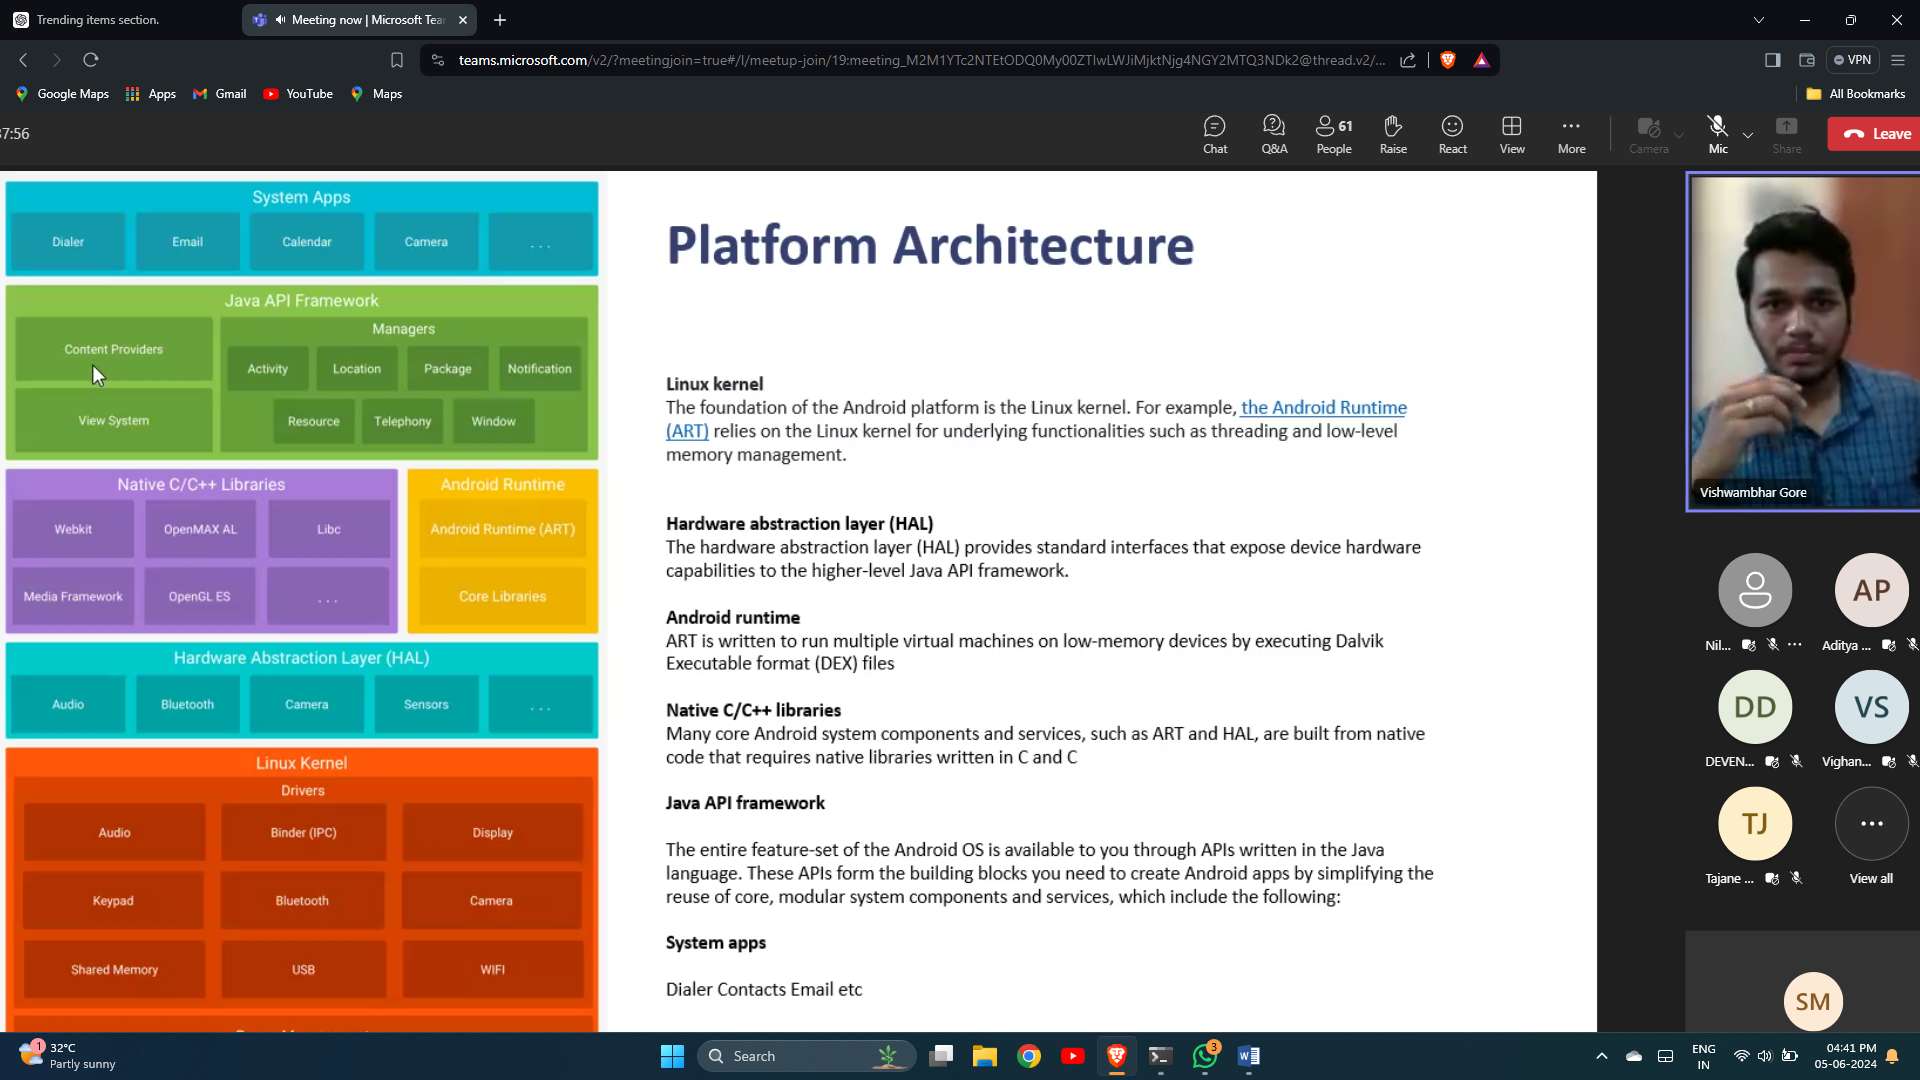 Trending items section.
Meeting now | Microsoft Tea
teams.microsoft.com/v2/?meetingjoin=true#/l/meetup-join/19:meeting_M2M1YTc2NTEtODQ0My00ZTIwLWJiMjktNjg4NGY2MTQ3NDk2@thread.v2/...
VPN
Google Maps
Apps
Gmail
YouTube
Maps
All Bookmarks
37:56
61
Chat
Q&A
People
Raise
React
View
More
Camera
Mic
Share
Leave
System Apps
Dialer
Email
Calendar
Camera
. . .
Java API Framework
Content Providers
View System
Managers
Activity
Location
Package
Notification
Resource
Telephony
Window
Native C/C++ Libraries
Webkit
OpenMAX AL
Libc
Media Framework
OpenGL ES
. . .
Android Runtime
Android Runtime (ART)
Core Libraries
Hardware Abstraction Layer (HAL)
Audio
Bluetooth
Camera
Sensors
. . .
Linux Kernel
Drivers
Audio
Binder (IPC)
Display
Keypad
Bluetooth
Camera
Shared Memory
USB
WIFI
Platform Architecture
Linux kernel
The foundation of the Android platform is the Linux kernel. For example, the Android Runtime
(ART) relies on the Linux kernel for underlying functionalities such as threading and low-level
memory management.
Hardware abstraction layer (HAL)
The hardware abstraction layer (HAL) provides standard interfaces that expose device hardware
capabilities to the higher-level Java API framework.
Android runtime
ART is written to run multiple virtual machines on low-memory devices by executing Dalvik
Executable format (DEX) files
Native C/C++ libraries
Many core Android system components and services, such as ART and HAL, are built from native
code that requires native libraries written in C and C
Java API framework
The entire feature-set of the Android OS is available to you through APIs written in the Java
language. These APIs form the building blocks you need to create Android apps by simplifying the
reuse of core, modular system components and services, which include the following:
System apps
Dialer Contacts Email etc
Vishwambhar Gore
Nil...
AP
Aditya ...
DD
DEVEN...
VS
Vighan...
TJ
Tajane ...
View all
SM
1
32°C
Partly sunny
Search
3
ENG
IN
04:41 PM
05-06-2024